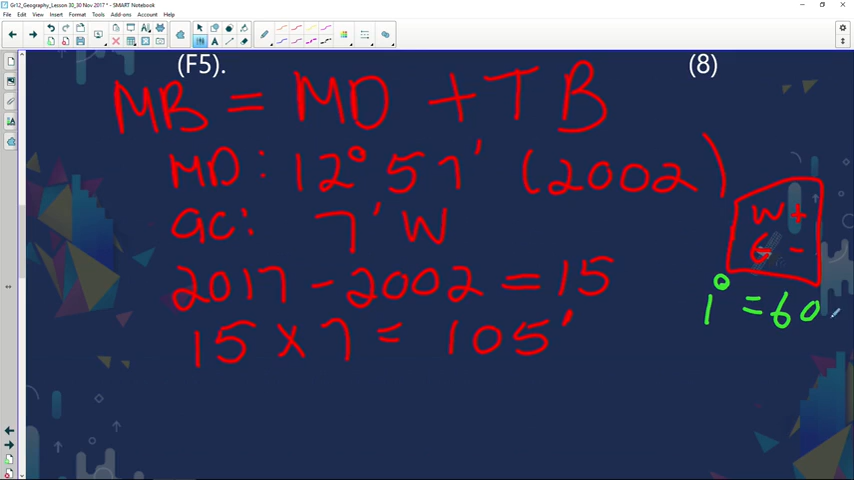 Gr12_Geography_Lesson 30_30 Nov 2017 * - SMART Notebook
File Edit View Insert Format Tools Add-ons Account Help
(F5). (8)
MB = MD + TB
MD: 12° 57' (2002)
W +
E -
GC: 7' W
2017 - 2002 = 15
1° = 60
15 x 7 = 105'